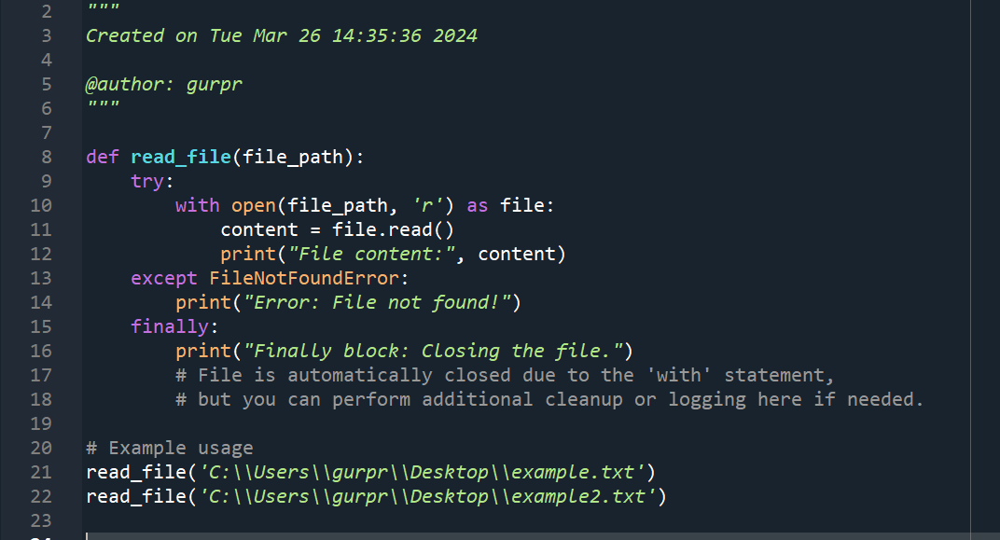 2 """
3 Created on Tue Mar 26 14:35:36 2024
4
5 @author: gurpr
6 """
7
8 def read_file(file_path):
9     try:
10         with open(file_path, 'r') as file:
11             content = file.read()
12             print("File content:", content)
13     except FileNotFoundError:
14         print("Error: File not found!")
15     finally:
16         print("Finally block: Closing the file.")
17         # File is automatically closed due to the 'with' statement,
18         # but you can perform additional cleanup or logging here if needed.
19
20 # Example usage
21 read_file('C:\\Users\\gurpr\\Desktop\\example.txt')
22 read_file('C:\\Users\\gurpr\\Desktop\\example2.txt')
23